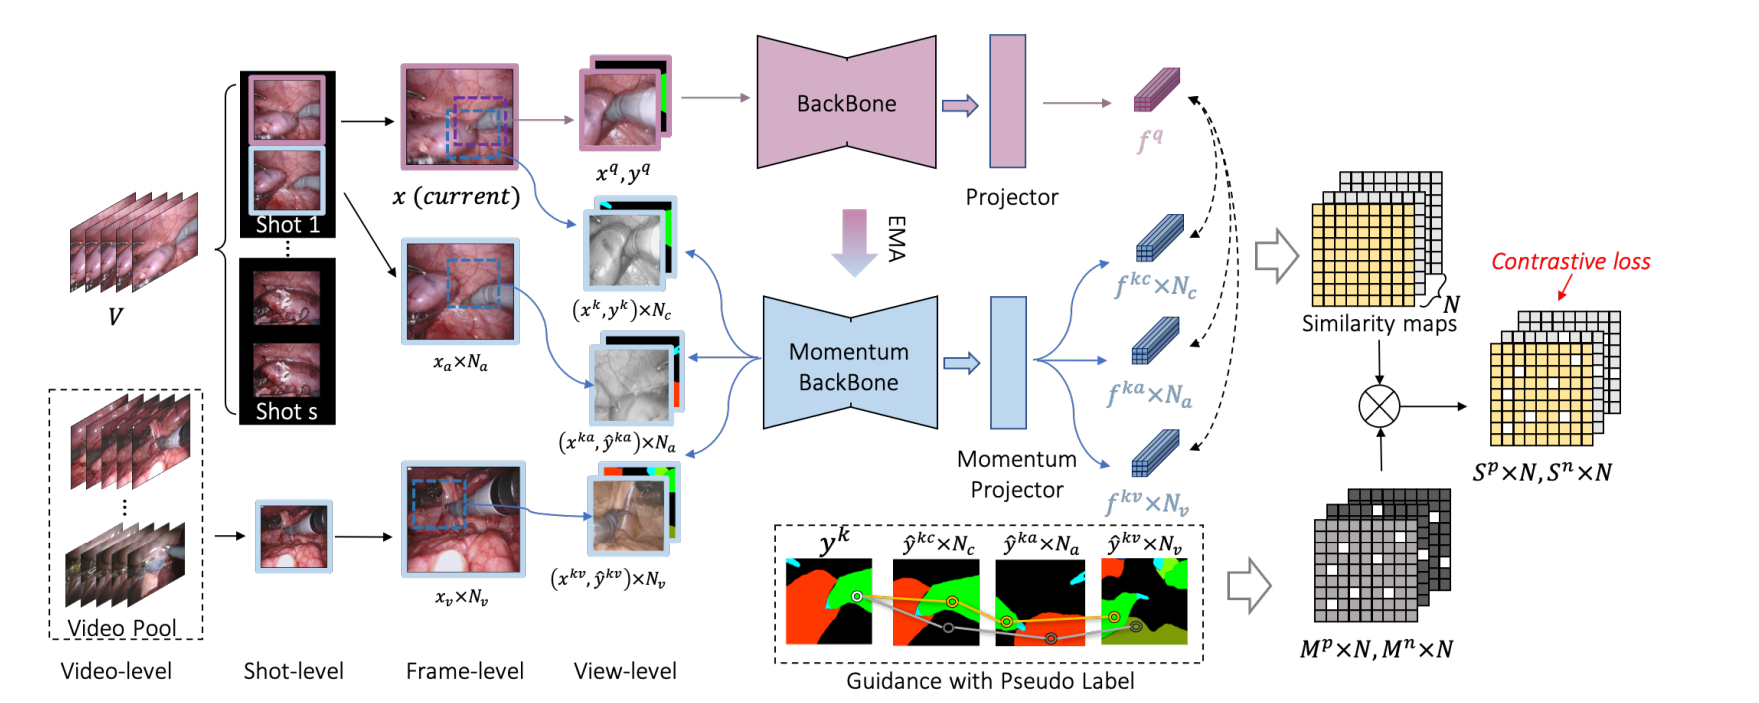 V
Shot 1
Shot s
Video Pool
Video-level
Shot-level
Frame-level
View-level
x (current)
x_a×N_a
x_v×N_v
x^q, y^q
(x^k, y^k)×N_c
(x^{ka}, ŷ^{ka})×N_a
(x^{kv}, ŷ^{kv})×N_v
BackBone
Projector
EMA
Momentum
BackBone
Momentum
Projector
f^q
f^{kc}×N_c
f^{ka}×N_a
f^{kv}×N_v
y^k
ŷ^{kc}×N_c
ŷ^{ka}×N_a
ŷ^{kv}×N_v
Guidance with Pseudo Label
N
Similarity maps
Contrastive loss
S^p×N, S^n×N
M^p×N, M^n×N